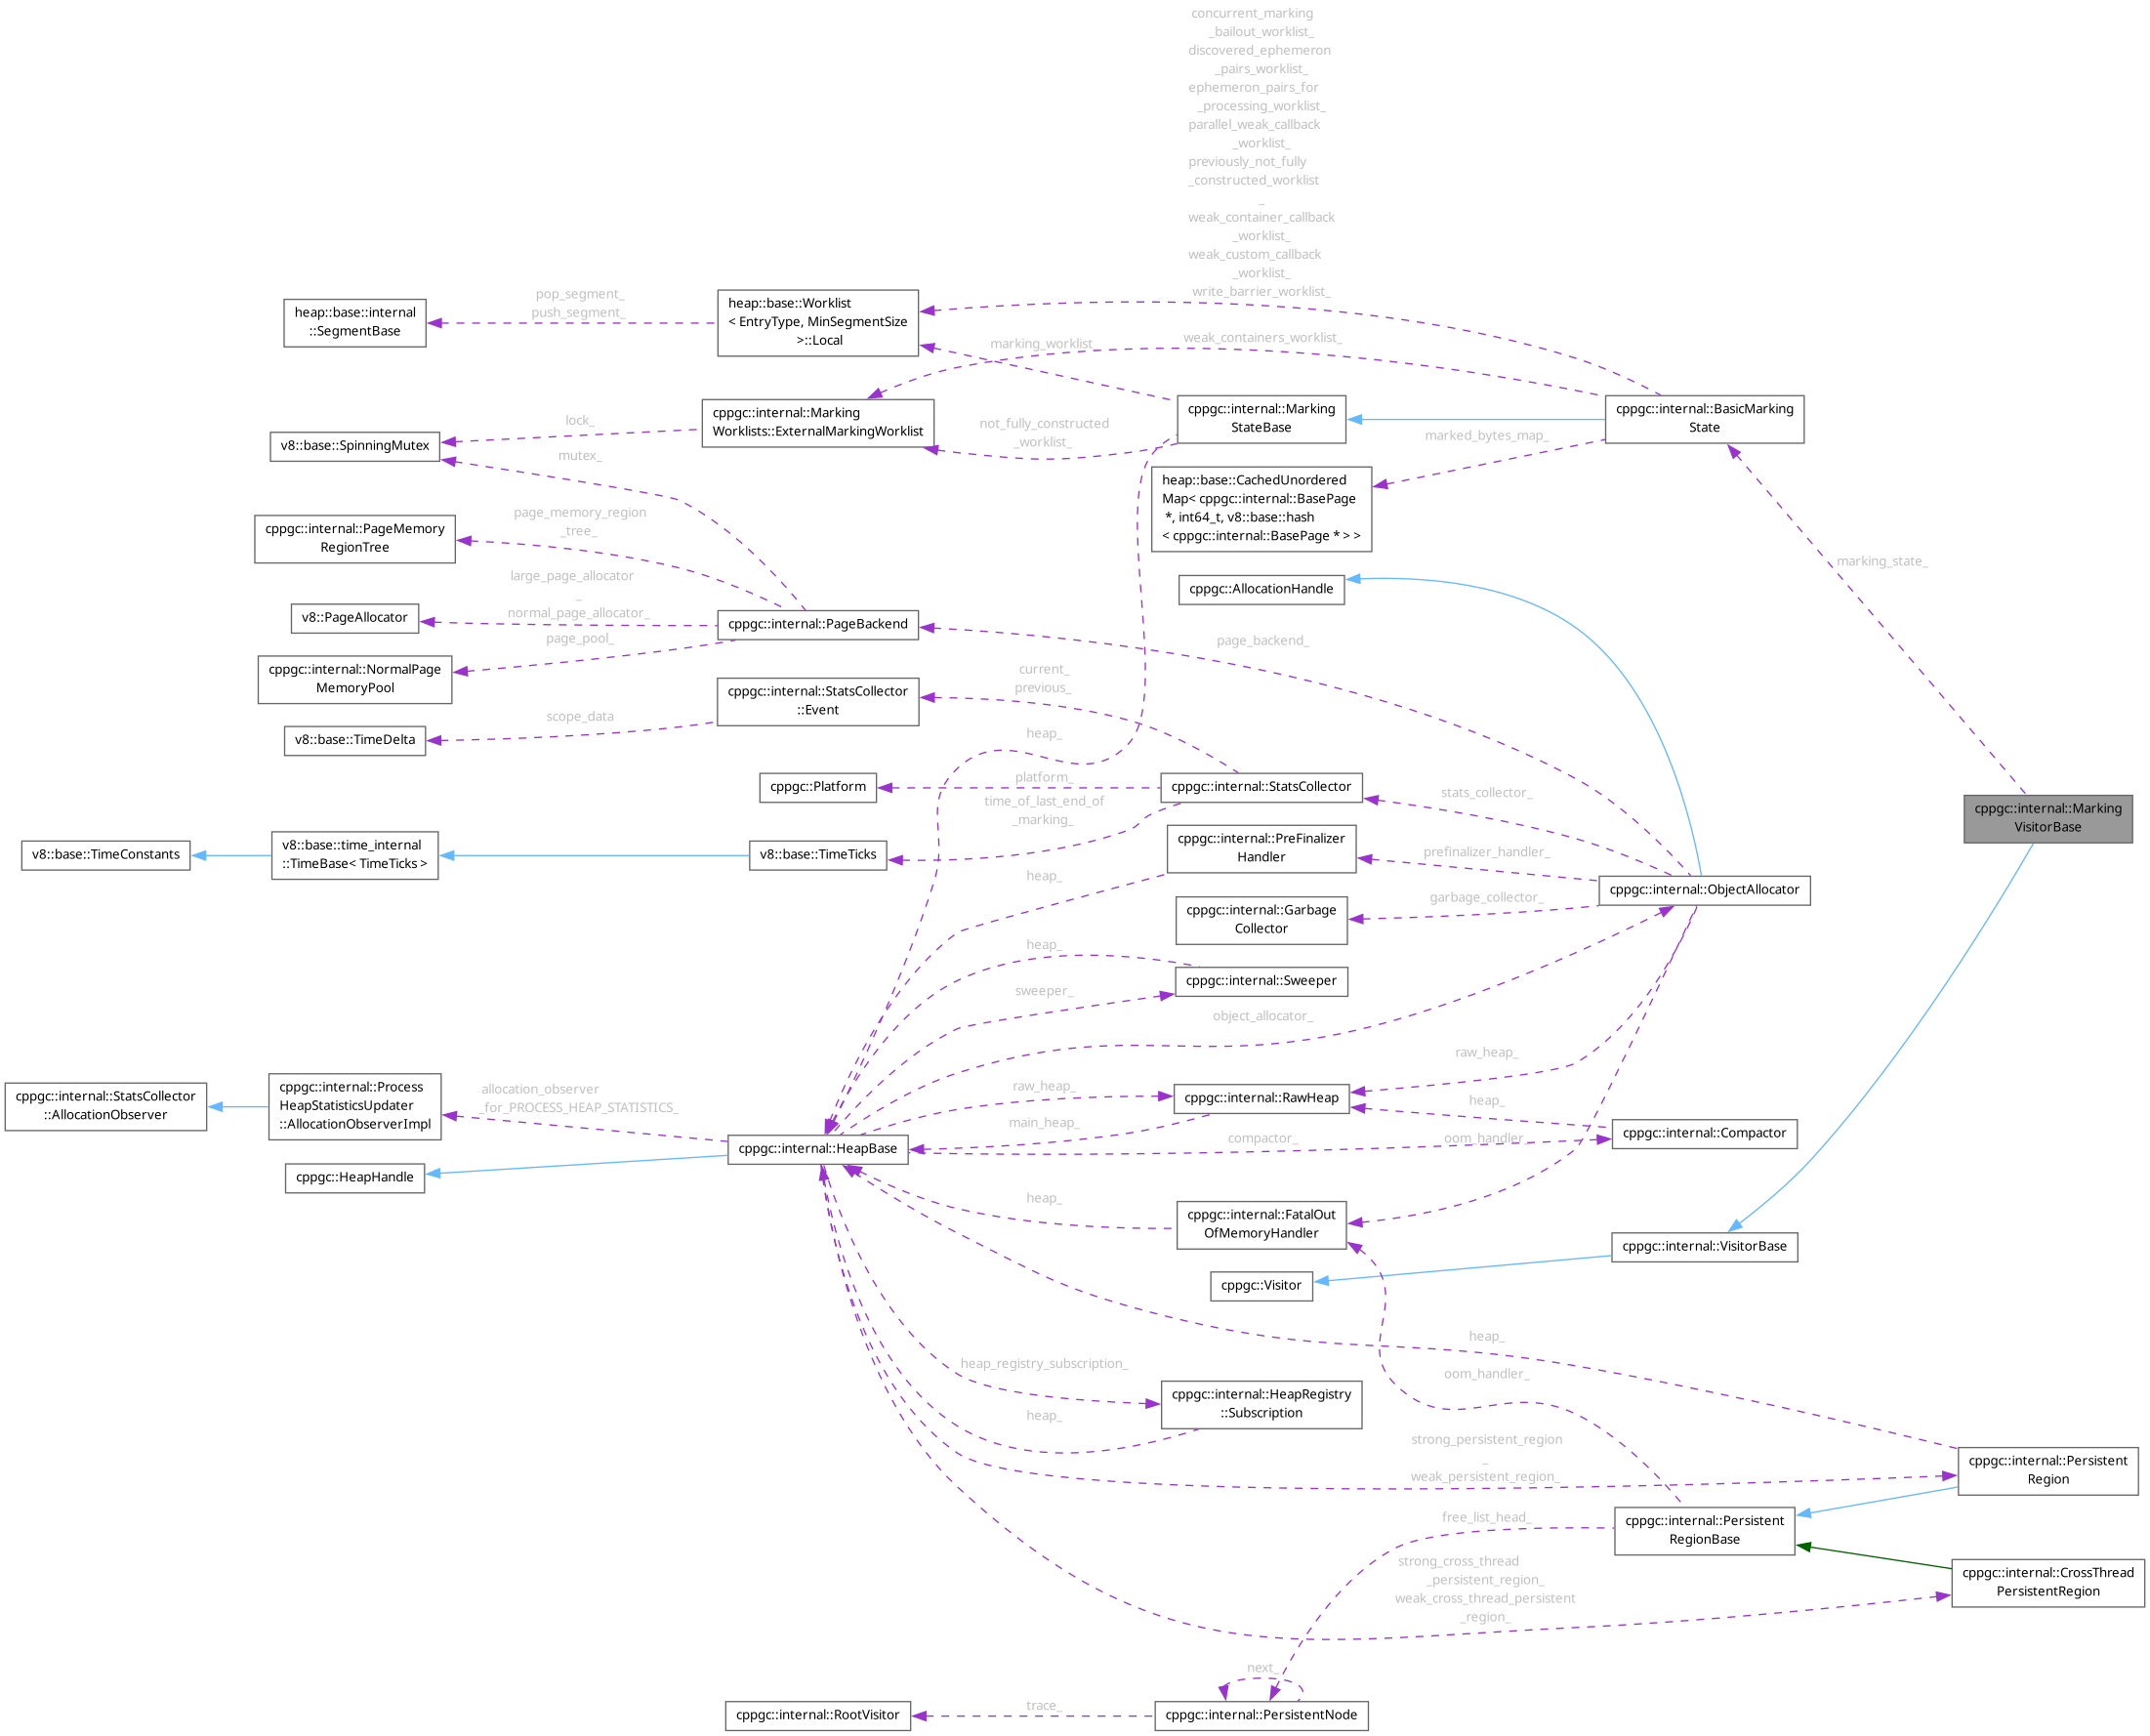 concurrent_marking
_bailout_worklist_
discovered_ephemeron
_pairs_worklist_
ephemeron_pairs_for
_processing_worklist_
parallel_weak_callback
_worklist_
previously_not_fully
_constructed_worklist
_
weak_container_callback
_worklist_
weak_custom_callback
_worklist_
write_barrier_worklist_
heap::base::internal
::SegmentBase
pop_segment_
push_segment_
heap::base::Worklist
< EntryType, MinSegmentSize
>::Local
marking_worklist_
weak_containers_worklist_
cppgc::internal::Marking
Worklists::ExternalMarkingWorklist
lock_
not_fully_constructed
_worklist_
cppgc::internal::Marking
StateBase
cppgc::internal::BasicMarking
State
v8::base::SpinningMutex
mutex_
marked_bytes_map_
heap::base::CachedUnordered
Map< cppgc::internal::BasePage
*, int64_t, v8::base::hash
< cppgc::internal::BasePage * > >
cppgc::internal::PageMemory
RegionTree
page_memory_region
_tree_
marking_state_
large_page_allocator
_
normal_page_allocator_
v8::PageAllocator
cppgc::internal::PageBackend
cppgc::AllocationHandle
page_pool_
page_backend_
cppgc::internal::NormalPage
MemoryPool
cppgc::internal::StatsCollector
::Event
current_
previous_
scope_data
v8::base::TimeDelta
heap_
cppgc::Platform
platform_
cppgc::internal::StatsCollector
stats_collector_
time_of_last_end_of
_marking_
cppgc::internal::Marking
VisitorBase
v8::base::TimeConstants
v8::base::time_internal
::TimeBase< TimeTicks >
v8::base::TimeTicks
cppgc::internal::PreFinalizer
Handler
prefinalizer_handler_
heap_
cppgc::internal::ObjectAllocator
cppgc::internal::Garbage
Collector
garbage_collector_
heap_
cppgc::internal::Sweeper
sweeper_
object_allocator_
raw_heap_
cppgc::internal::StatsCollector
::AllocationObserver
cppgc::internal::Process
HeapStatisticsUpdater
::AllocationObserverImpl
allocation_observer
_for_PROCESS_HEAP_STATISTICS_
raw_heap_
cppgc::internal::RawHeap
heap_
main_heap_
cppgc::internal::HeapBase
compactor_
oom_handler_
cppgc::internal::Compactor
cppgc::HeapHandle
heap_
cppgc::internal::FatalOut
OfMemoryHandler
cppgc::internal::VisitorBase
cppgc::Visitor
heap_
heap_registry_subscription_
oom_handler_
cppgc::internal::HeapRegistry
::Subscription
heap_
strong_persistent_region
_
weak_persistent_region_
cppgc::internal::Persistent
Region
free_list_head_
cppgc::internal::Persistent
RegionBase
strong_cross_thread
_persistent_region_
weak_cross_thread_persistent
_region_
cppgc::internal::CrossThread
PersistentRegion
next_
cppgc::internal::RootVisitor
trace_
cppgc::internal::PersistentNode